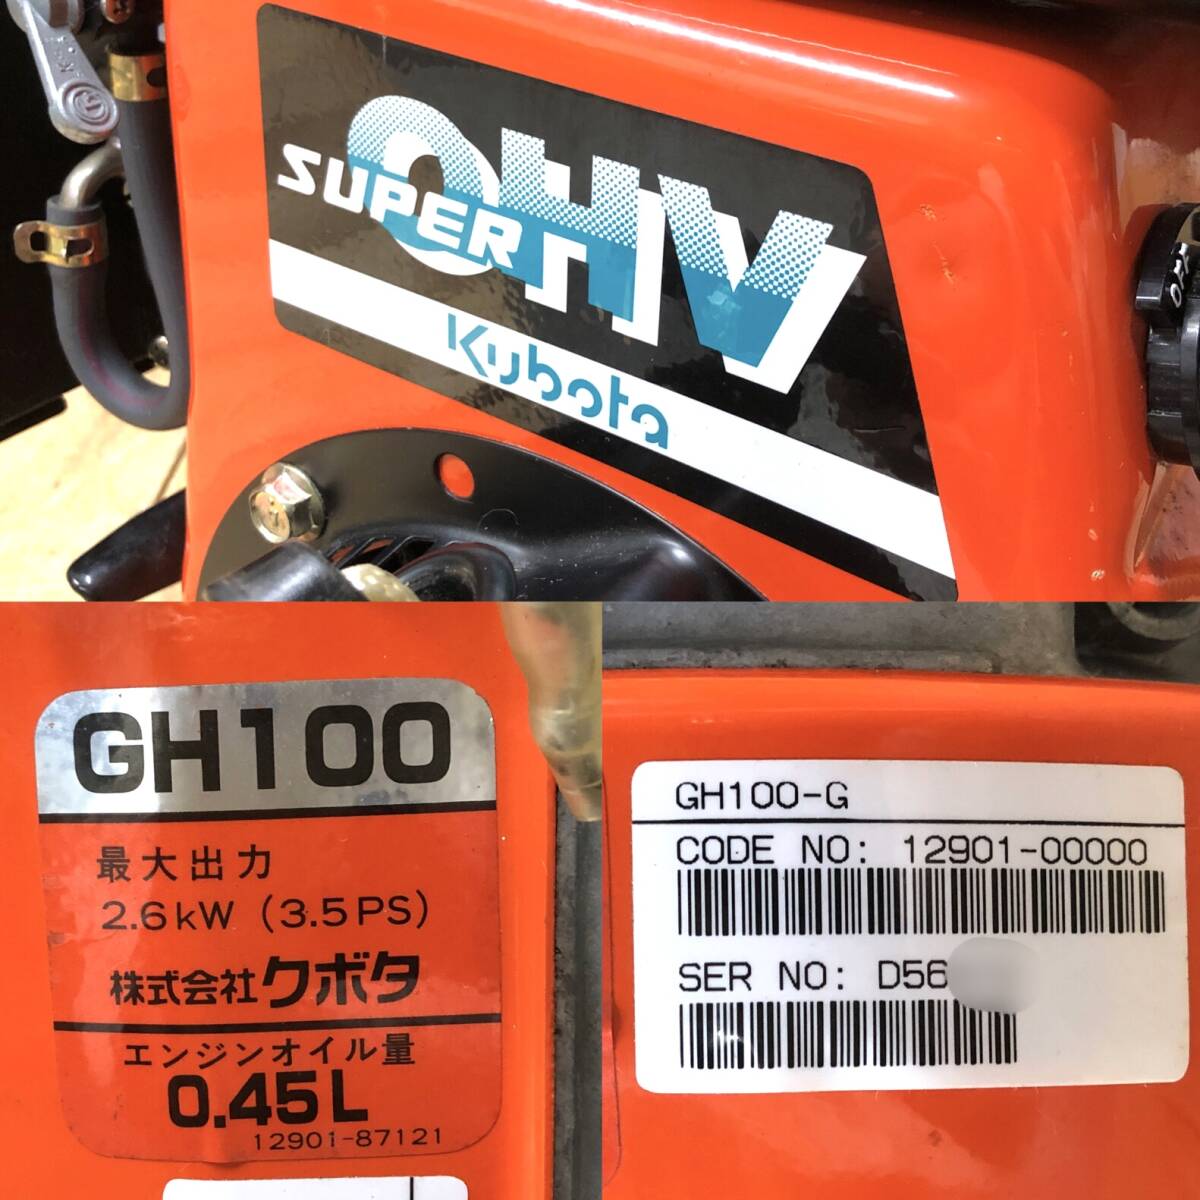 SUPER OHV
Kubota
GH100
最大出力
2.6kW (3.5PS)
株式会社クボタ
エンジンオイル量
0.45L
12901-87121
GH100-G
CODE NO: 12901-00000
SER NO: D56